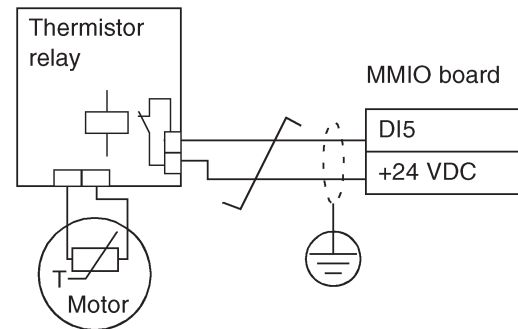 Thermistor
relay
MMIO board
DI5
+24 VDC
T
Motor